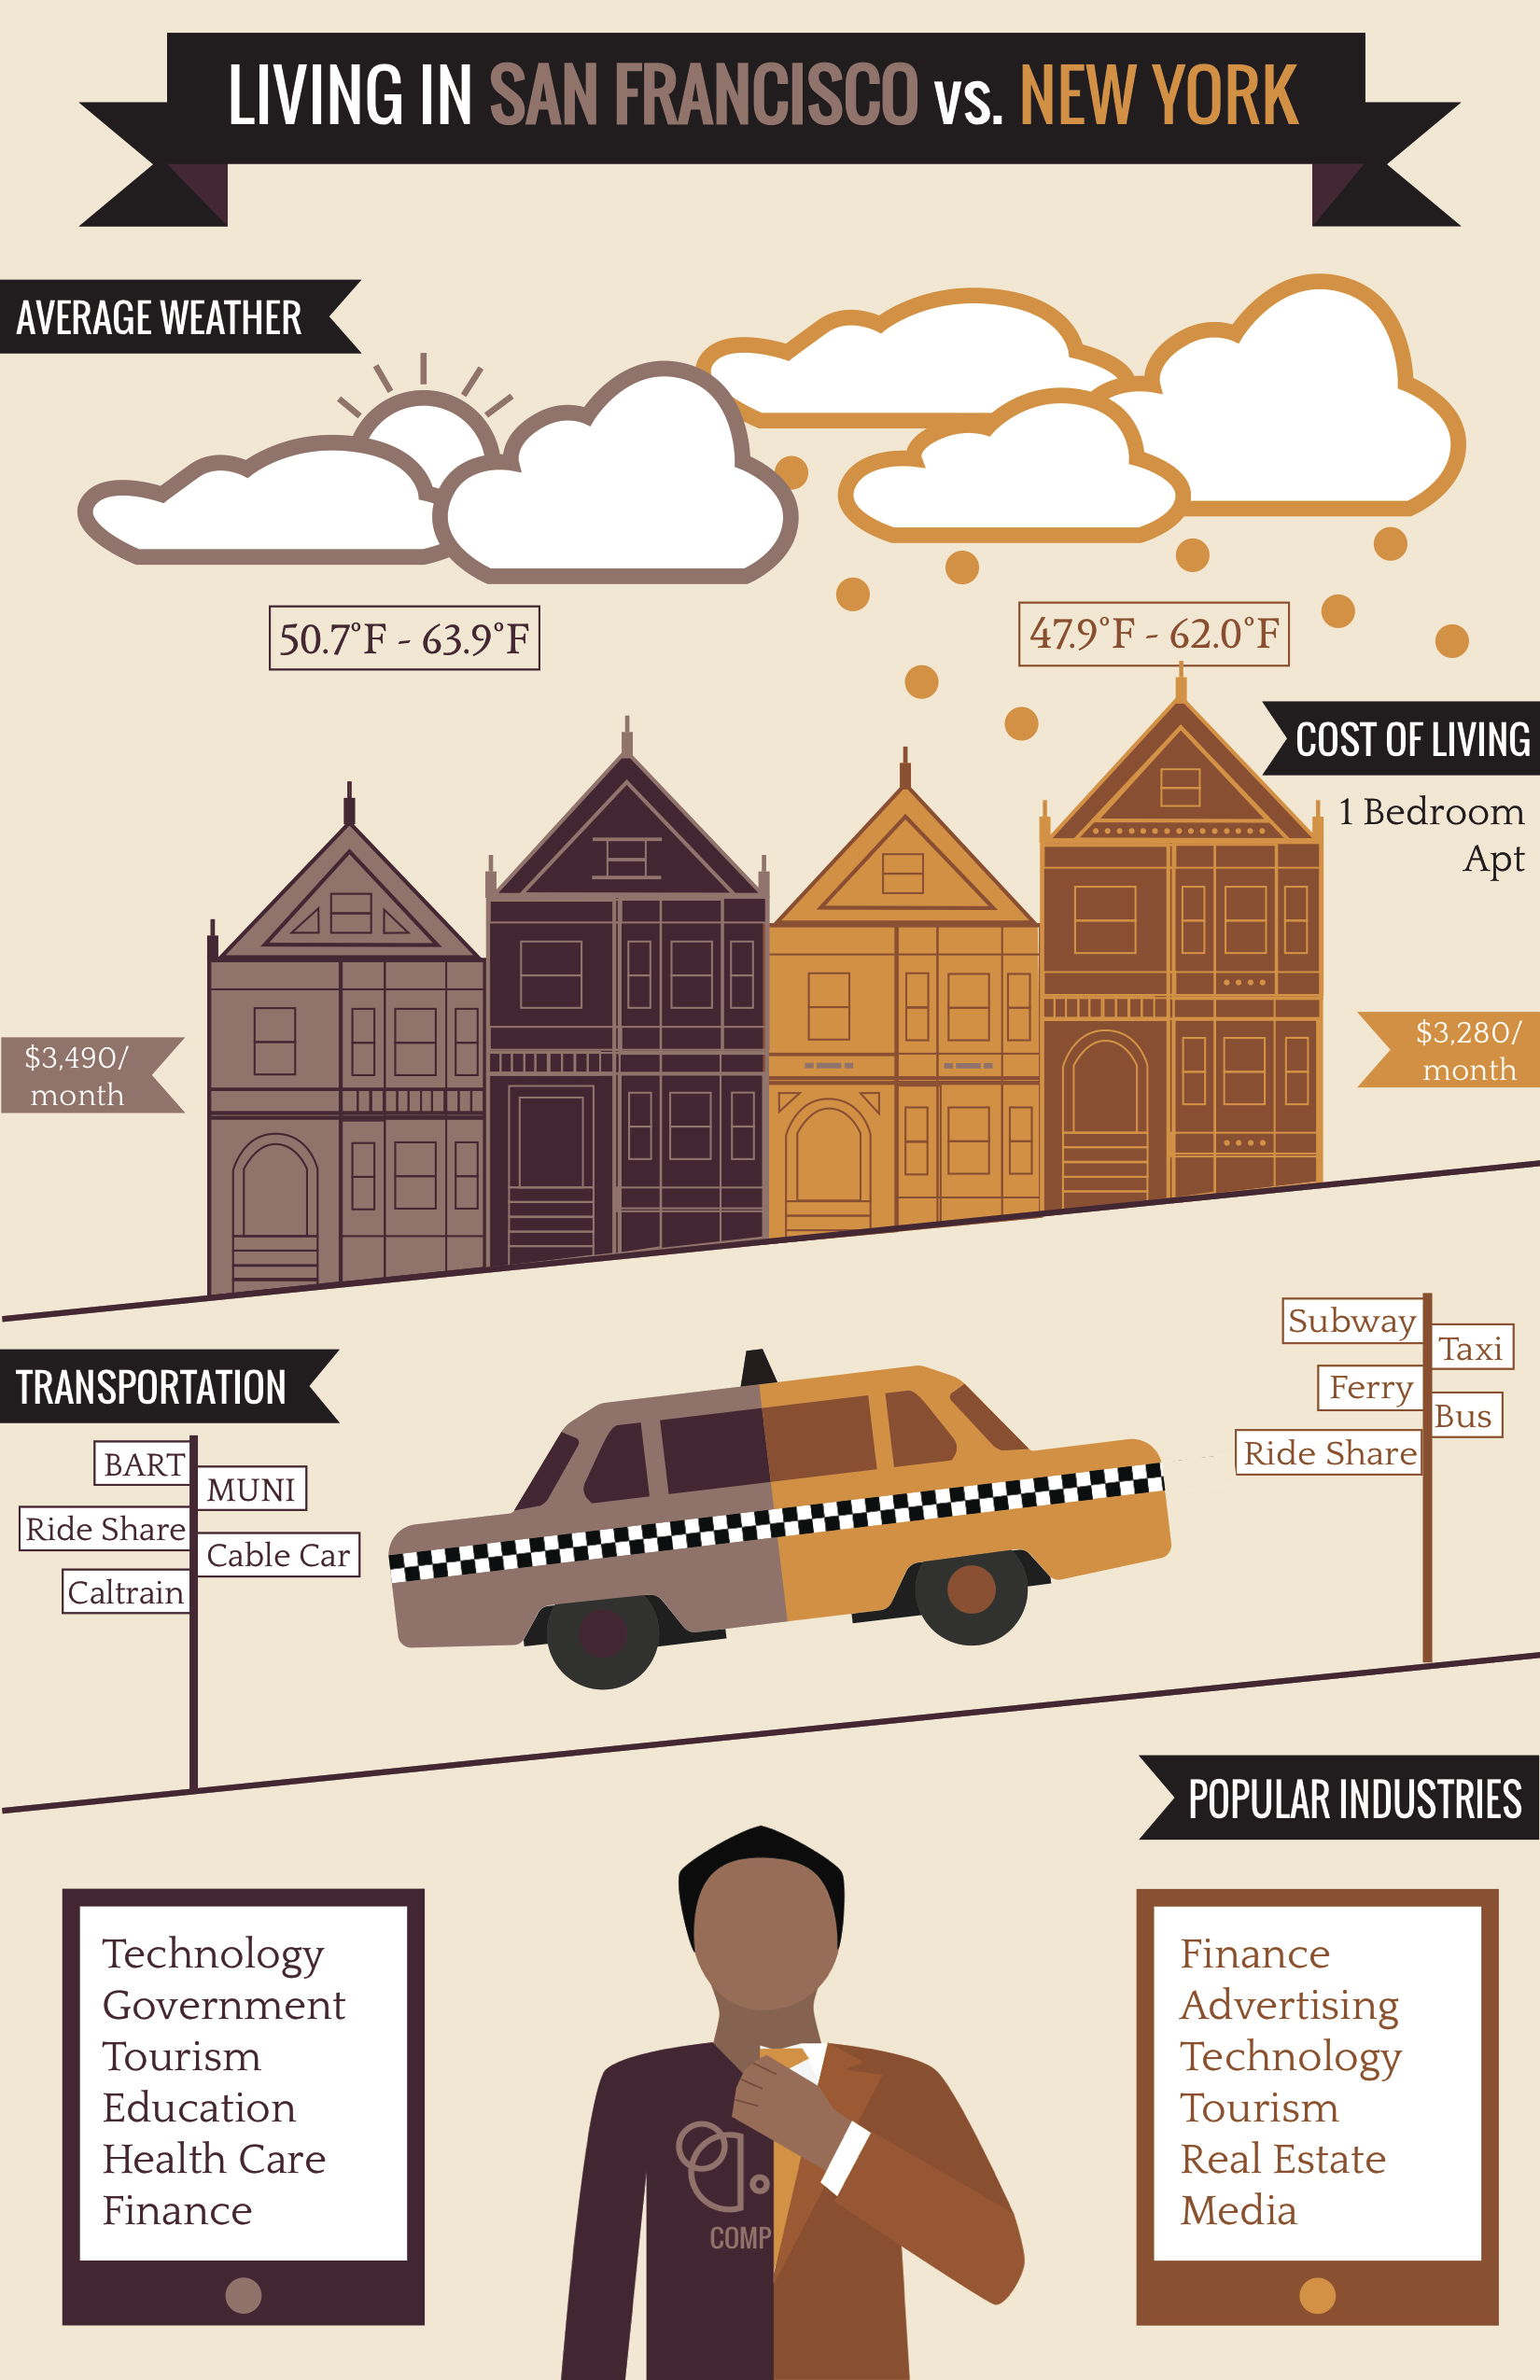 LIVING IN SAN FRANCISCO vs. NEW YORK
AVERAGE WEATHER
50.7°F - 63.9°F
47.9°F - 62.0°F
COST OF LIVING
1 Bedroom
Apt
$3,490/
month
$3,280/
month
TRANSPORTATION
BART
MUNI
Ride Share
Cable Car
Caltrain
Subway
Taxi
Ferry
Bus
Ride Share
POPULAR INDUSTRIES
Technology
Government
Tourism
Education
Health Care
Finance
COMP
Finance
Advertising
Technology
Tourism
Real Estate
Media